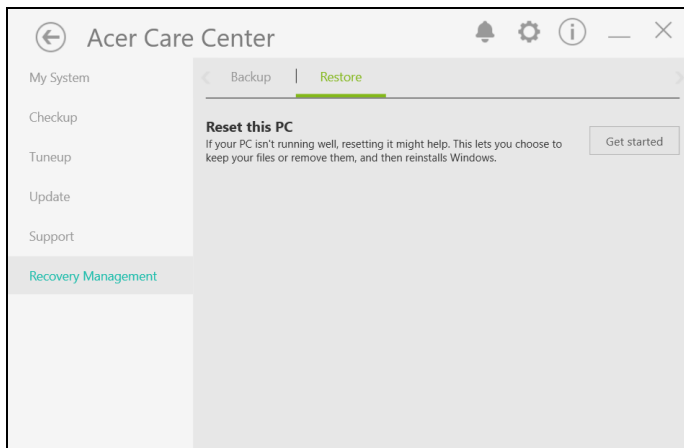 Acer Care Center
My System
Backup
Restore
Checkup
Reset this PC
If your PC isn't running well, resetting it might help. This lets you choose to
keep your files or remove them, and then reinstalls Windows.
Get started
Tuneup
Update
Support
Recovery Management